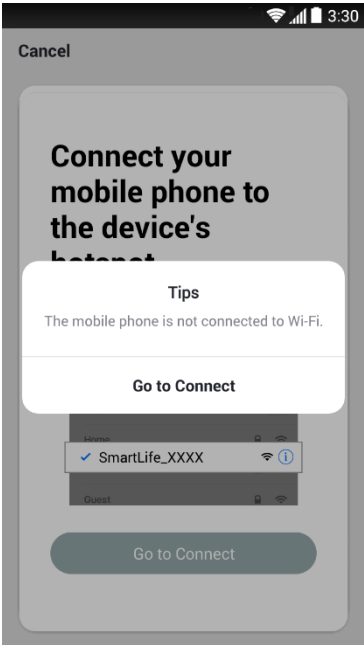 3:30
Cancel
Connect your
mobile phone to
the device's
hotspot
Tips
The mobile phone is not connected to Wi-Fi.
Go to Connect
Home
SmartLife_XXXX
Guest
Go to Connect